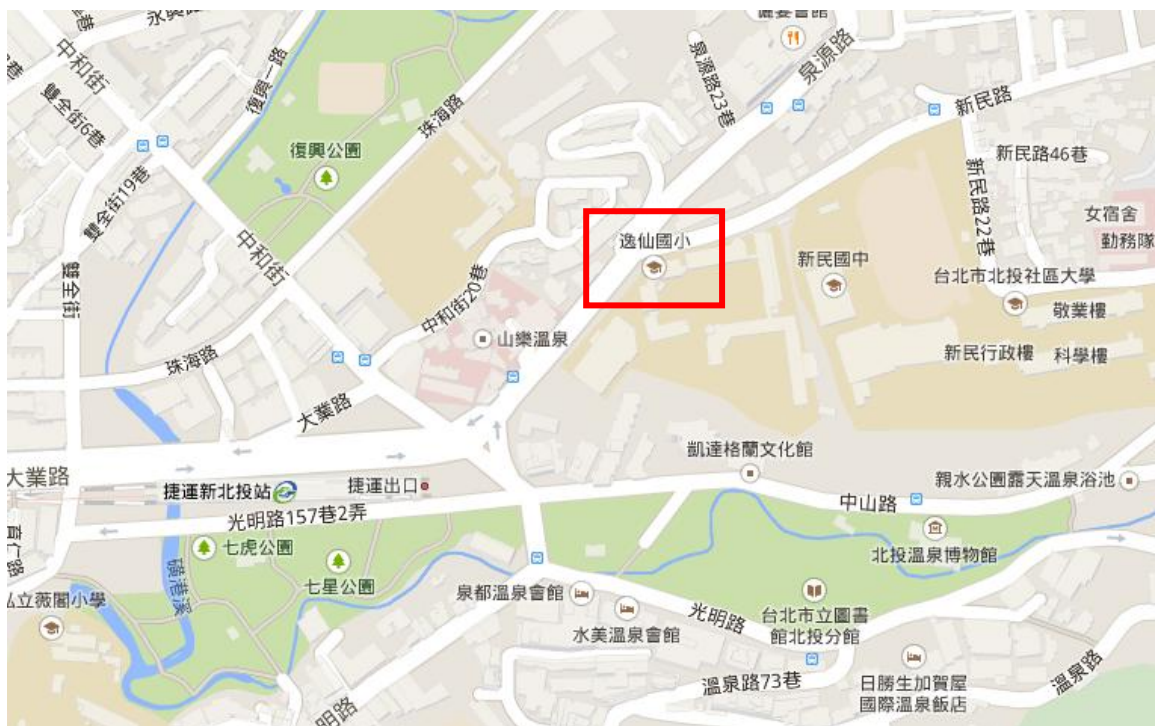 中和街
雙全街6巷
復興一路
珠海路
泉源路23巷
泉源路
新民路
復興公園
新民路46巷
雙全街19巷
新民路22巷
女宿舍
勤務隊
逸仙國小
中和街
新民國中
台北市北投社區大學
雙全街
中和街20巷
敬業樓
山樂溫泉
新民行政樓
科學樓
珠海路
大業路
凱達格蘭文化館
大業路
捷運新北投站
捷運出口
親水公園露天溫泉浴池
中山路
光明路157巷2弄
七虎公園
北投溫泉博物館
七星公園
泉都溫泉會館
磺港溪
育仁路
私立薇閣小學
光明路
台北市立圖書
館北投分館
水美溫泉會館
溫泉路
溫泉路73巷
日勝生加賀屋
國際溫泉飯店
明路